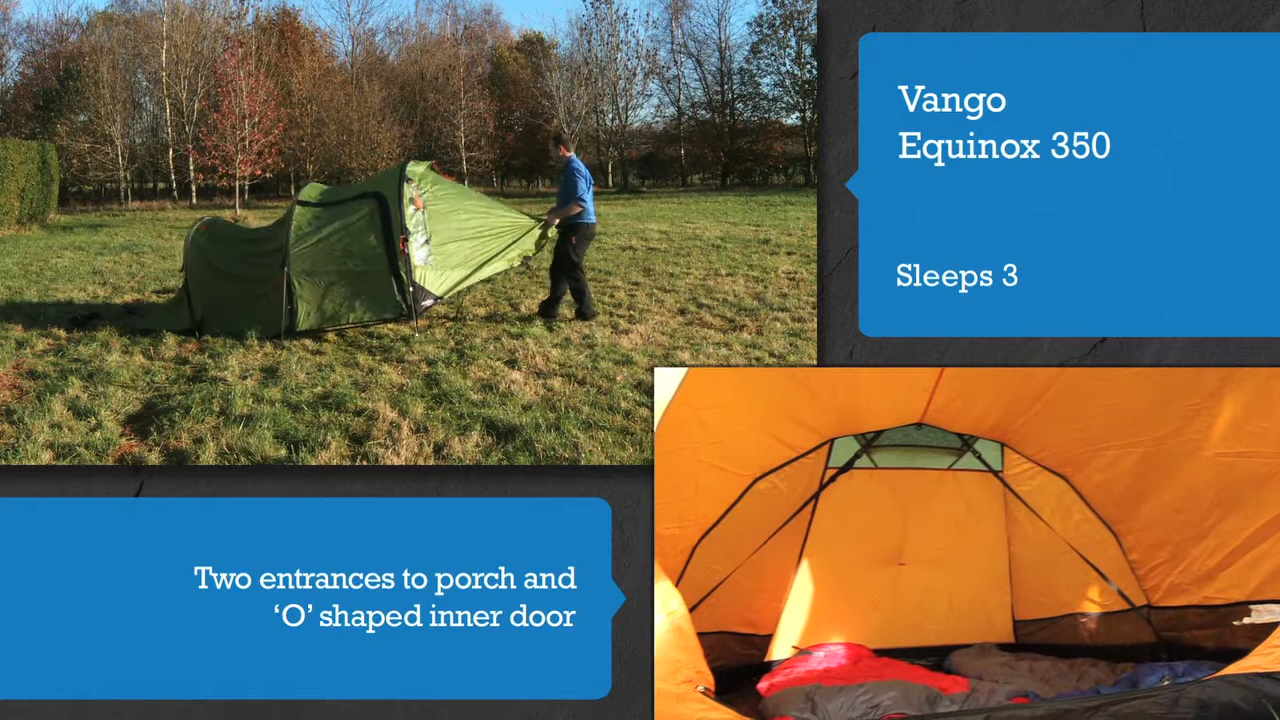 Vango
Equinox 350
Sleeps 3
Two entrances to porch and
‘O’ shaped inner door